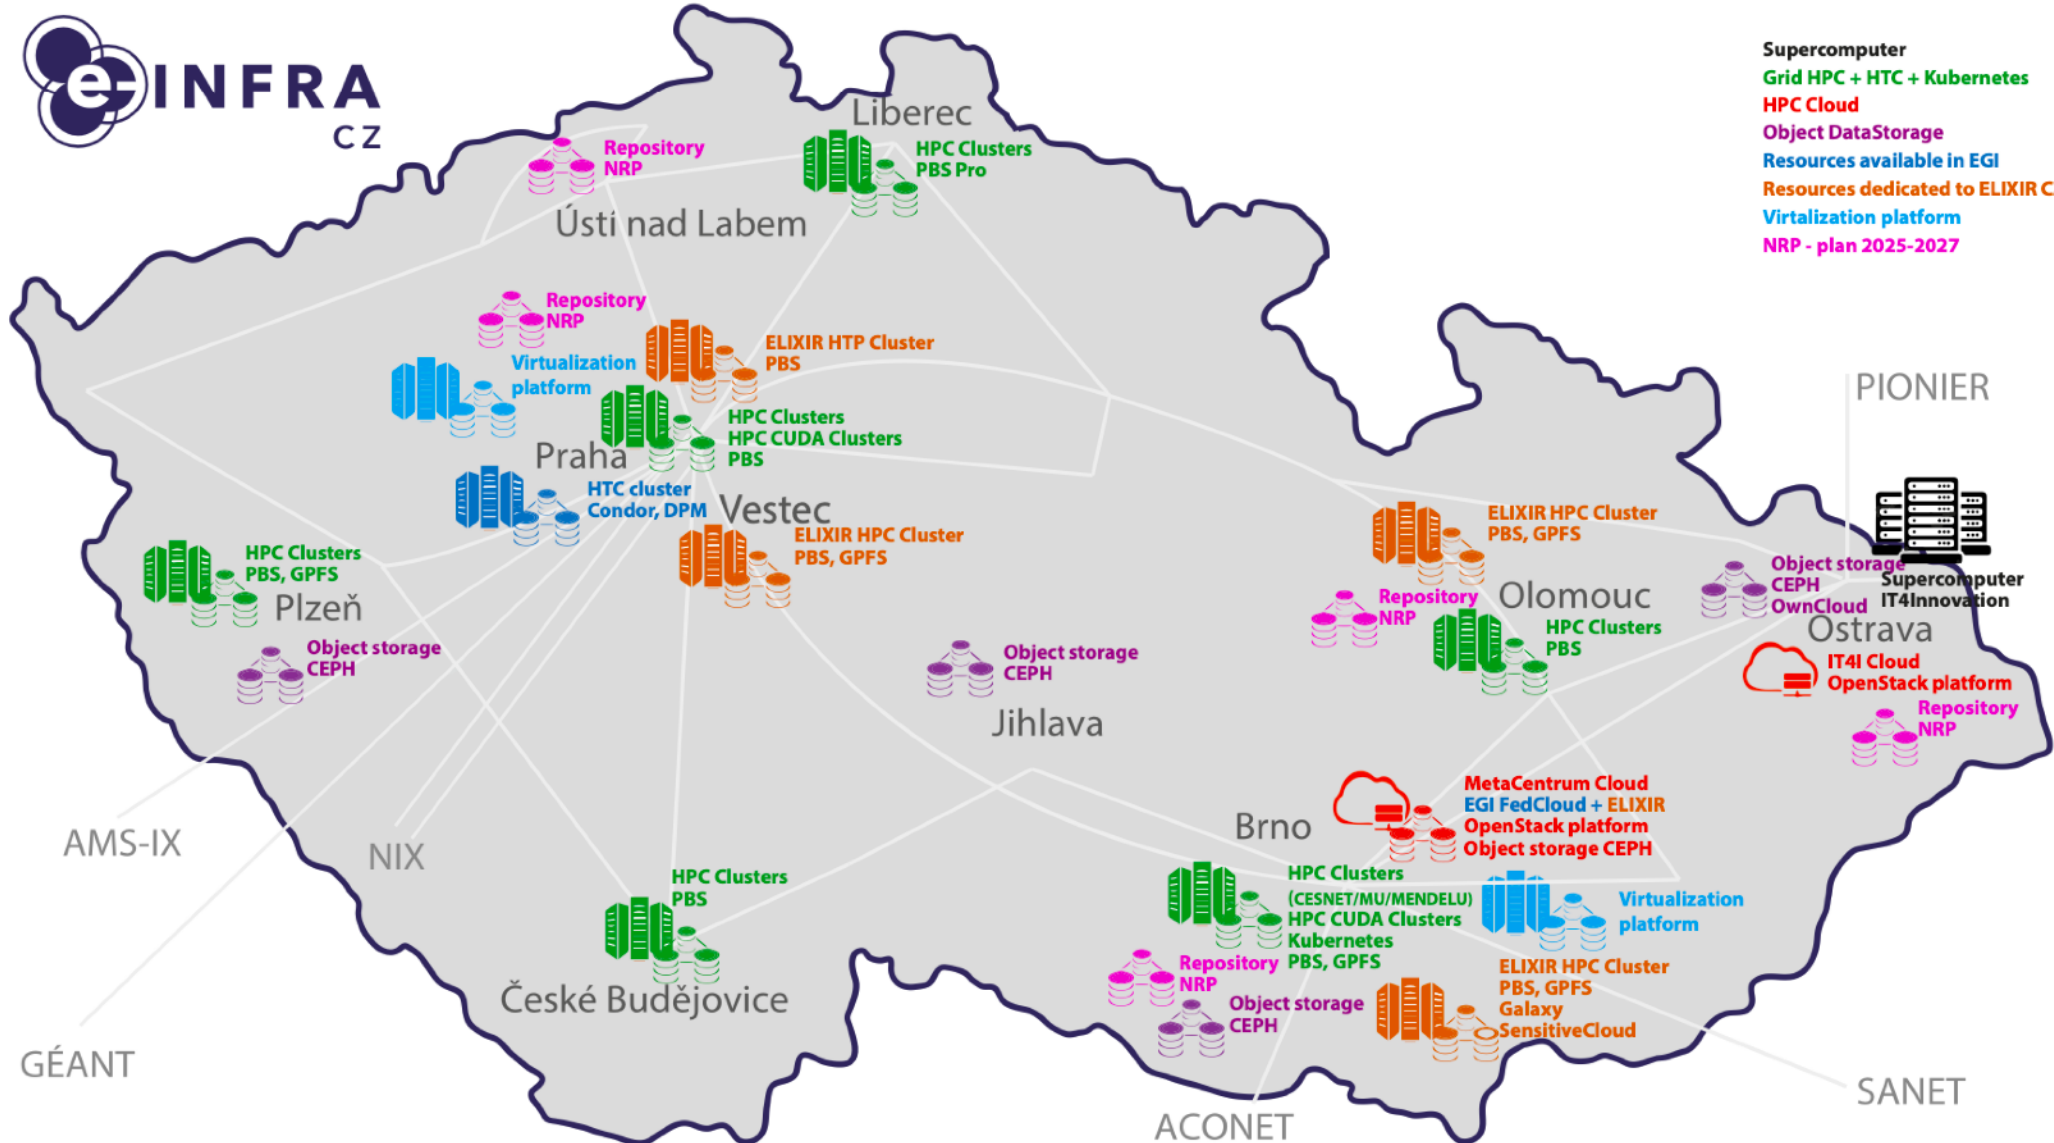 e-INFRA
CZ
Supercomputer
Grid HPC + HTC + Kubernetes
HPC Cloud
Object DataStorage
Resources available in EGI
Resources dedicated to ELIXIR C
Virtalization platform
NRP - plan 2025-2027
Liberec
HPC Clusters
PBS Pro
Repository
NRP
Ústí nad Labem
Repository
NRP
Virtualization
platform
ELIXIR HTP Cluster
PBS
HPC Clusters
HPC CUDA Clusters
PBS
Praha
HTC cluster
Condor, DPM
Vestec
ELIXIR HPC Cluster
PBS, GPFS
HPC Clusters
PBS, GPFS
Plzeň
Object storage
CEPH
Object storage
CEPH
Jihlava
ELIXIR HPC Cluster
PBS, GPFS
Olomouc
Repository
NRP
HPC Clusters
PBS
PIONIER
Object storage
CEPH
OwnCloud
Supercomputer
IT4Innovation
Ostrava
IT4I Cloud
OpenStack platform
Repository
NRP
MetaCentrum Cloud
EGI FedCloud + ELIXIR
OpenStack platform
Object storage CEPH
Brno
HPC Clusters
(CESNET/MU/MENDELU)
HPC CUDA Clusters
Kubernetes
PBS, GPFS
Virtualization
platform
Repository
NRP
Object storage
CEPH
ELIXIR HPC Cluster
PBS, GPFS
Galaxy
SensitiveCloud
HPC Clusters
PBS
České Budějovice
AMS-IX
NIX
GÉANT
ACONET
SANET